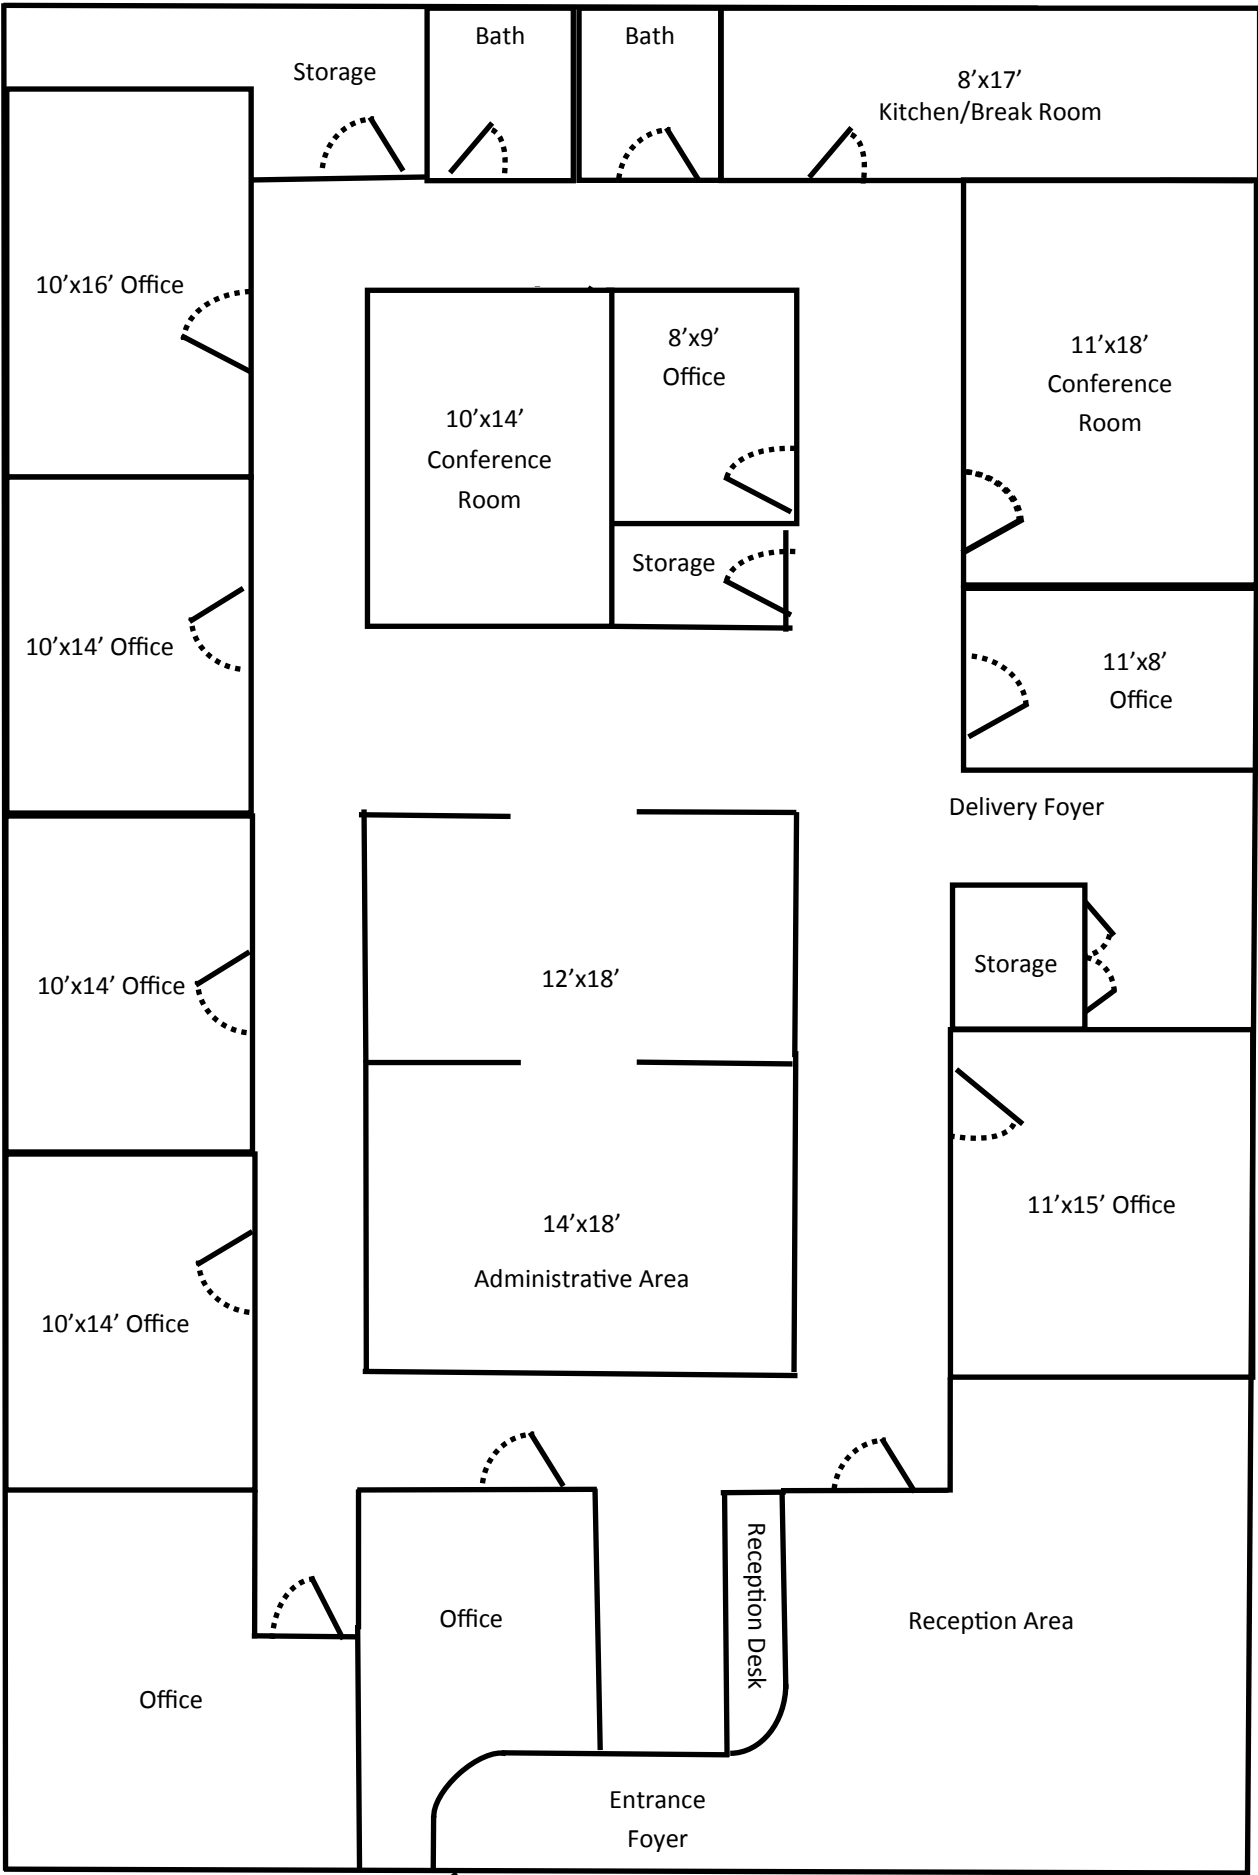 Bath
Bath
Storage
8’x17’
Kitchen/Break Room
10’x16’ Office
8’x9’
Office
11’x18’
Conference
Room
10’x14’
Conference
Room
Storage
10’x14’ Office
11’x8’
Office
Delivery Foyer
12’x18’
Storage
10’x14’ Office
11’x15’ Office
14’x18’
Administrative Area
10’x14’ Office
Reception Desk
Office
Reception Area
Office
Entrance
Foyer